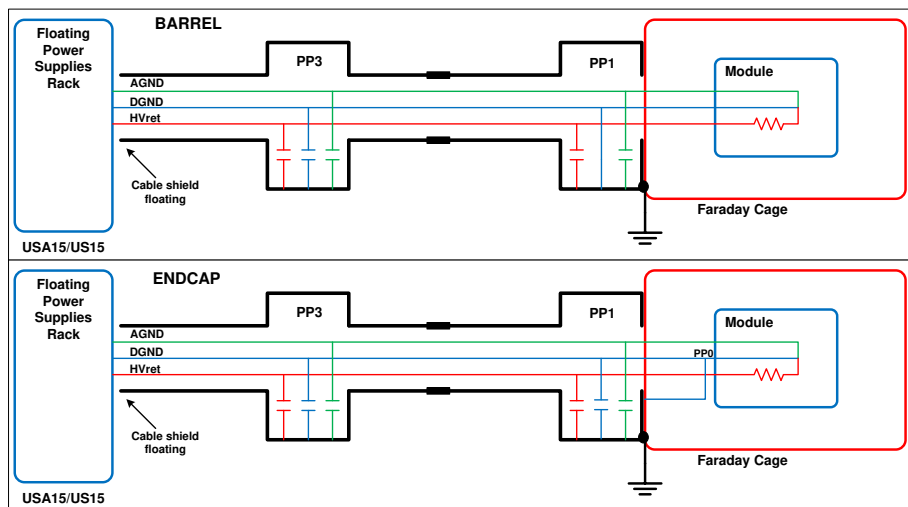 BARREL
Floating
Power
Supplies
Rack
PP3
PP1
Module
AGND
DGND
HVret
Cable shield
floating
Faraday Cage
USA15/US15
ENDCAP
Floating
Power
Supplies
Rack
PP3
PP1
Module
AGND
DGND
PP0
HVret
Cable shield
floating
Faraday Cage
USA15/US15